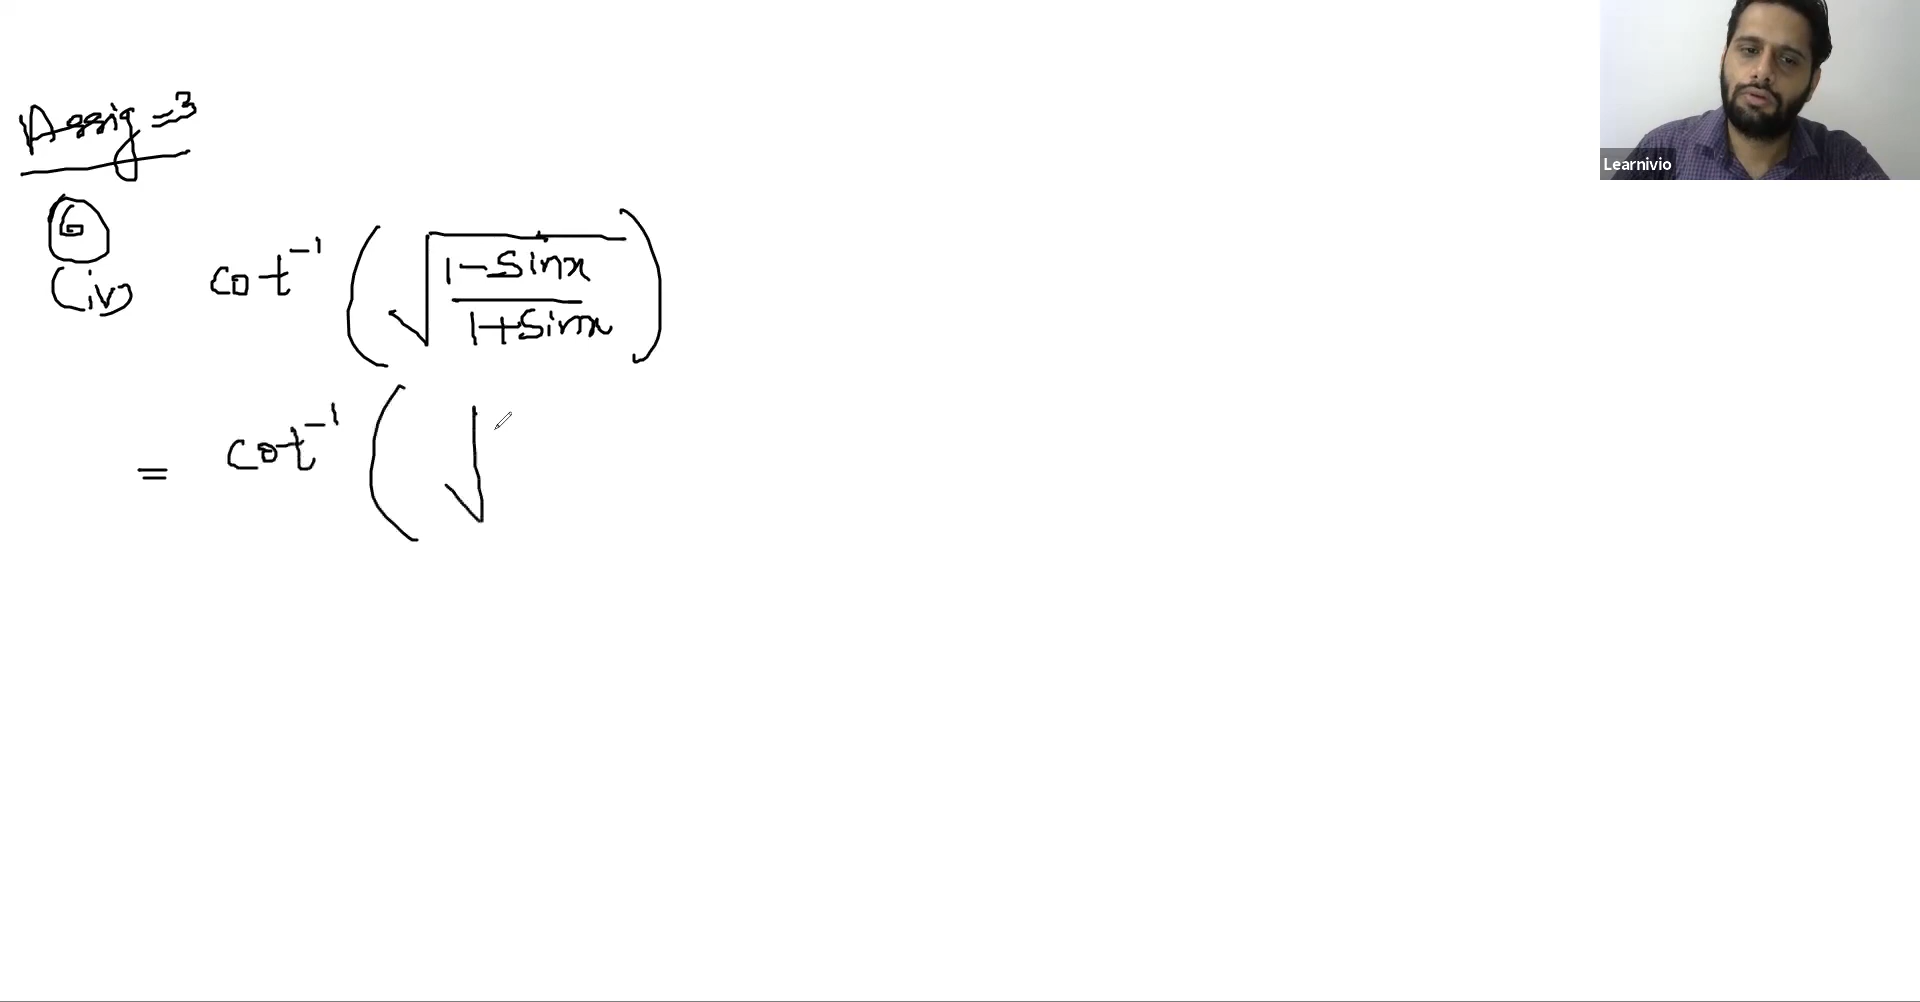 Assig = 3
6
(iv) cot⁻¹ (√((1-sinx)/(1+sinx)))
= cot⁻¹ (√
Learnivio